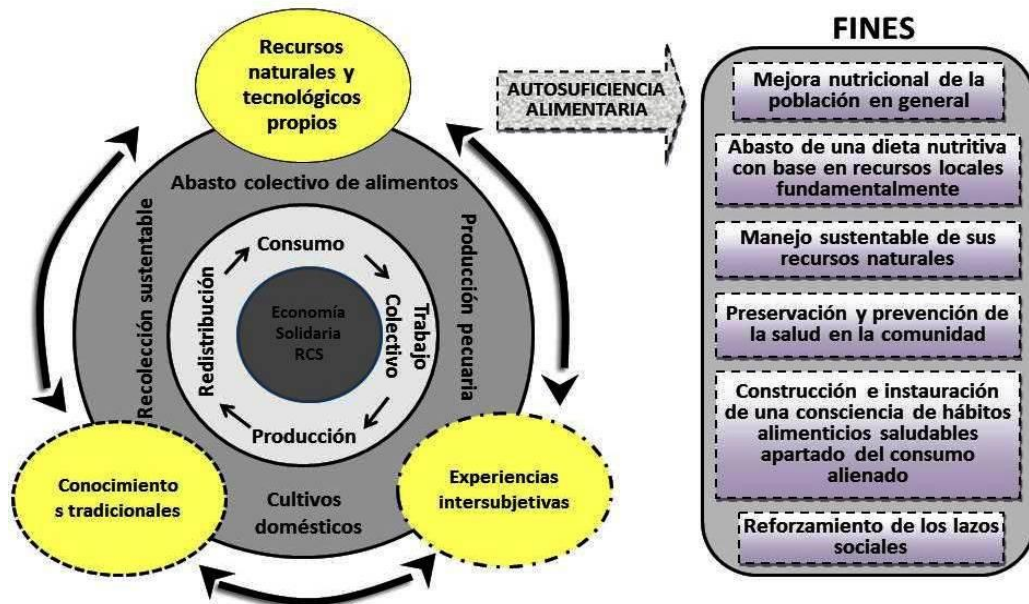 Recursos
naturales y
tecnológicos
propios
AUTOSUFICIENCIA
ALIMENTARIA
Abasto colectivo de alimentos
Recolección sustentable
Producción pecuaria
Consumo
Redistribución
Trabajo
Colectivo
Economía
Solidaria
RCS
Producción
Cultivos
domésticos
Conocimiento
s tradicionales
Experiencias
intersubjetivas
FINES
Mejora nutricional de la
población en general
Abasto de una dieta nutritiva
con base en recursos locales
fundamentalmente
Manejo sustentable de sus
recursos naturales
Preservación y prevención de
la salud en la comunidad
Construcción e instauración
de una consciencia de hábitos
alimenticios saludables
apartado del consumo
alienado
Reforzamiento de los lazos
sociales